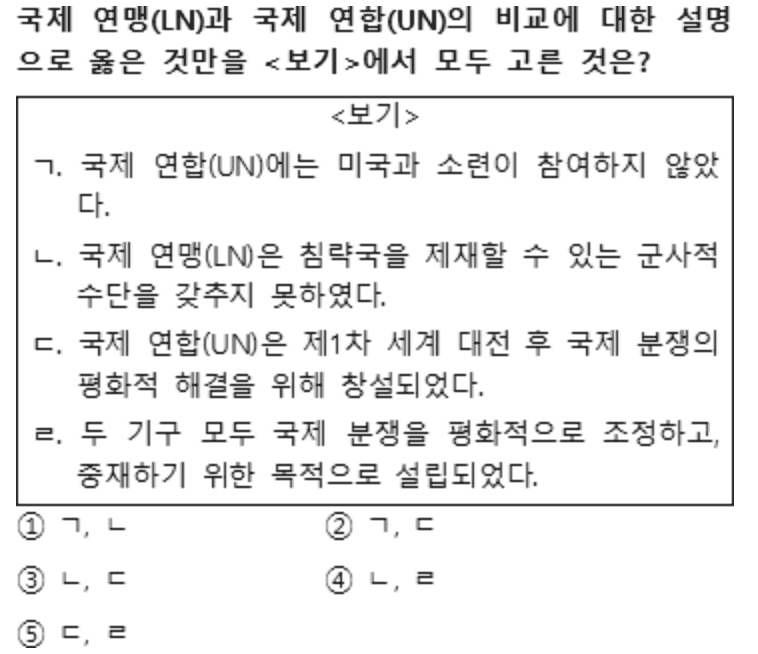 국제 연맹(LN)과 국제 연합(UN)의 비교에 대한 설명
으로 옳은 것만을 <보기>에서 모두 고른 것은?
<보기>
ㄱ. 국제 연합(UN)에는 미국과 소련이 참여하지 않았
다.
ㄴ. 국제 연맹(LN)은 침략국을 제재할 수 있는 군사적
수단을 갖추지 못하였다.
ㄷ. 국제 연합(UN)은 제1차 세계 대전 후 국제 분쟁의
평화적 해결을 위해 창설되었다.
ㄹ. 두 기구 모두 국제 분쟁을 평화적으로 조정하고,
중재하기 위한 목적으로 설립되었다.
① ㄱ, ㄴ ② ㄱ, ㄷ
③ ㄴ, ㄷ ④ ㄴ, ㄹ
⑤ ㄷ, ㄹ